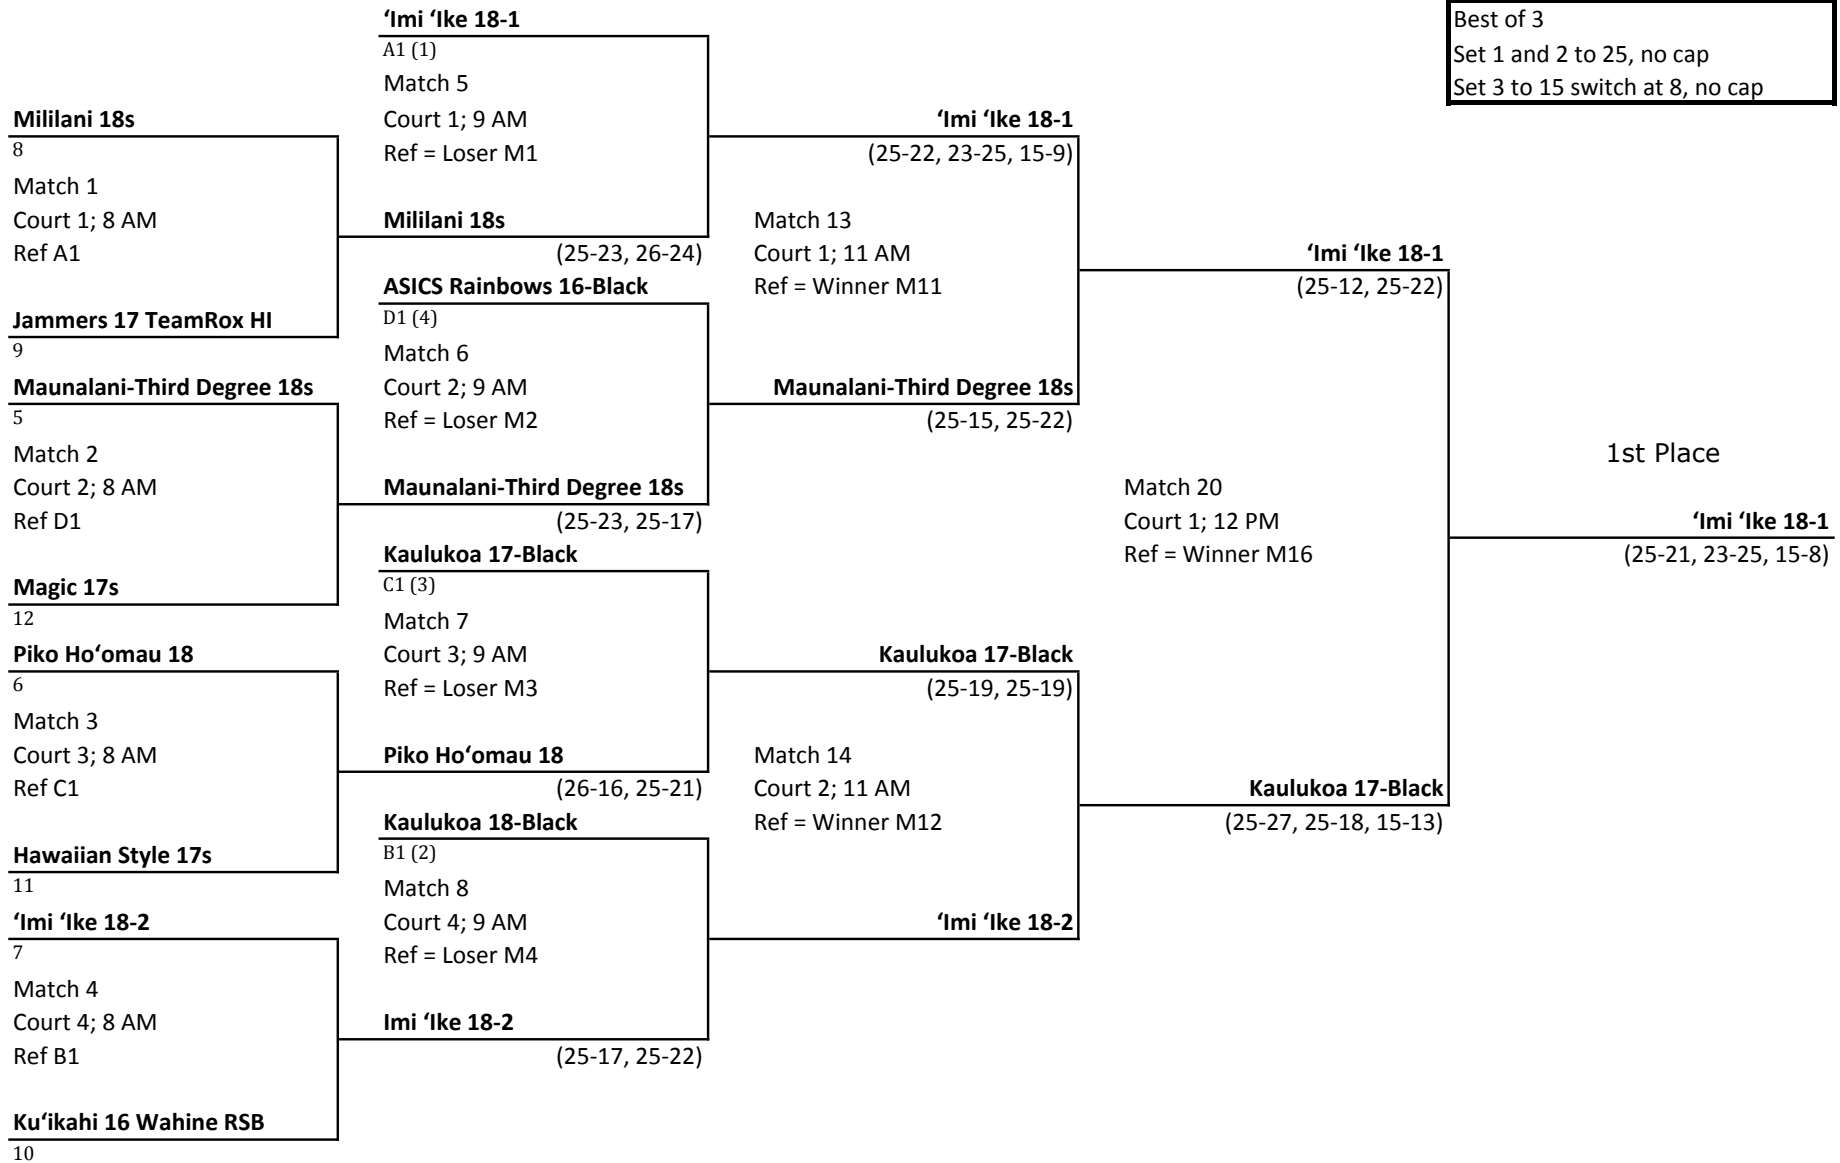 ‘Imi ‘Ike 18-1
A1 (1)
Match 5
Court 1; 9 AM
Ref = Loser M1
Best of 3
Set 1 and 2 to 25, no cap
Set 3 to 15 switch at 8, no cap
Mililani 18s
8
Match 1
Court 1; 8 AM
Ref A1
Jammers 17 TeamRox HI
9
Mililani 18s
(25-23, 26-24)
‘Imi ‘Ike 18-1
(25-22, 23-25, 15-9)
Match 13
Court 1; 11 AM
Ref = Winner M11
‘Imi ‘Ike 18-1
(25-12, 25-22)
ASICS Rainbows 16-Black
D1 (4)
Match 6
Court 2; 9 AM
Ref = Loser M2
Maunalani-Third Degree 18s
5
Match 2
Court 2; 8 AM
Ref D1
Magic 17s
12
Maunalani-Third Degree 18s
(25-23, 25-17)
Maunalani-Third Degree 18s
(25-15, 25-22)
Match 20
Court 1; 12 PM
Ref = Winner M16
1st Place
‘Imi ‘Ike 18-1
(25-21, 23-25, 15-8)
Kaulukoa 17-Black
C1 (3)
Match 7
Court 3; 9 AM
Ref = Loser M3
Piko Ho‘omau 18
6
Match 3
Court 3; 8 AM
Ref C1
Hawaiian Style 17s
11
Piko Ho‘omau 18
(26-16, 25-21)
Kaulukoa 17-Black
(25-19, 25-19)
Match 14
Court 2; 11 AM
Ref = Winner M12
Kaulukoa 17-Black
(25-27, 25-18, 15-13)
Kaulukoa 18-Black
B1 (2)
Match 8
Court 4; 9 AM
Ref = Loser M4
‘Imi ‘Ike 18-2
‘Imi ‘Ike 18-2
7
Match 4
Court 4; 8 AM
Ref B1
Imi ‘Ike 18-2
(25-17, 25-22)
Ku‘ikahi 16 Wahine RSB
10